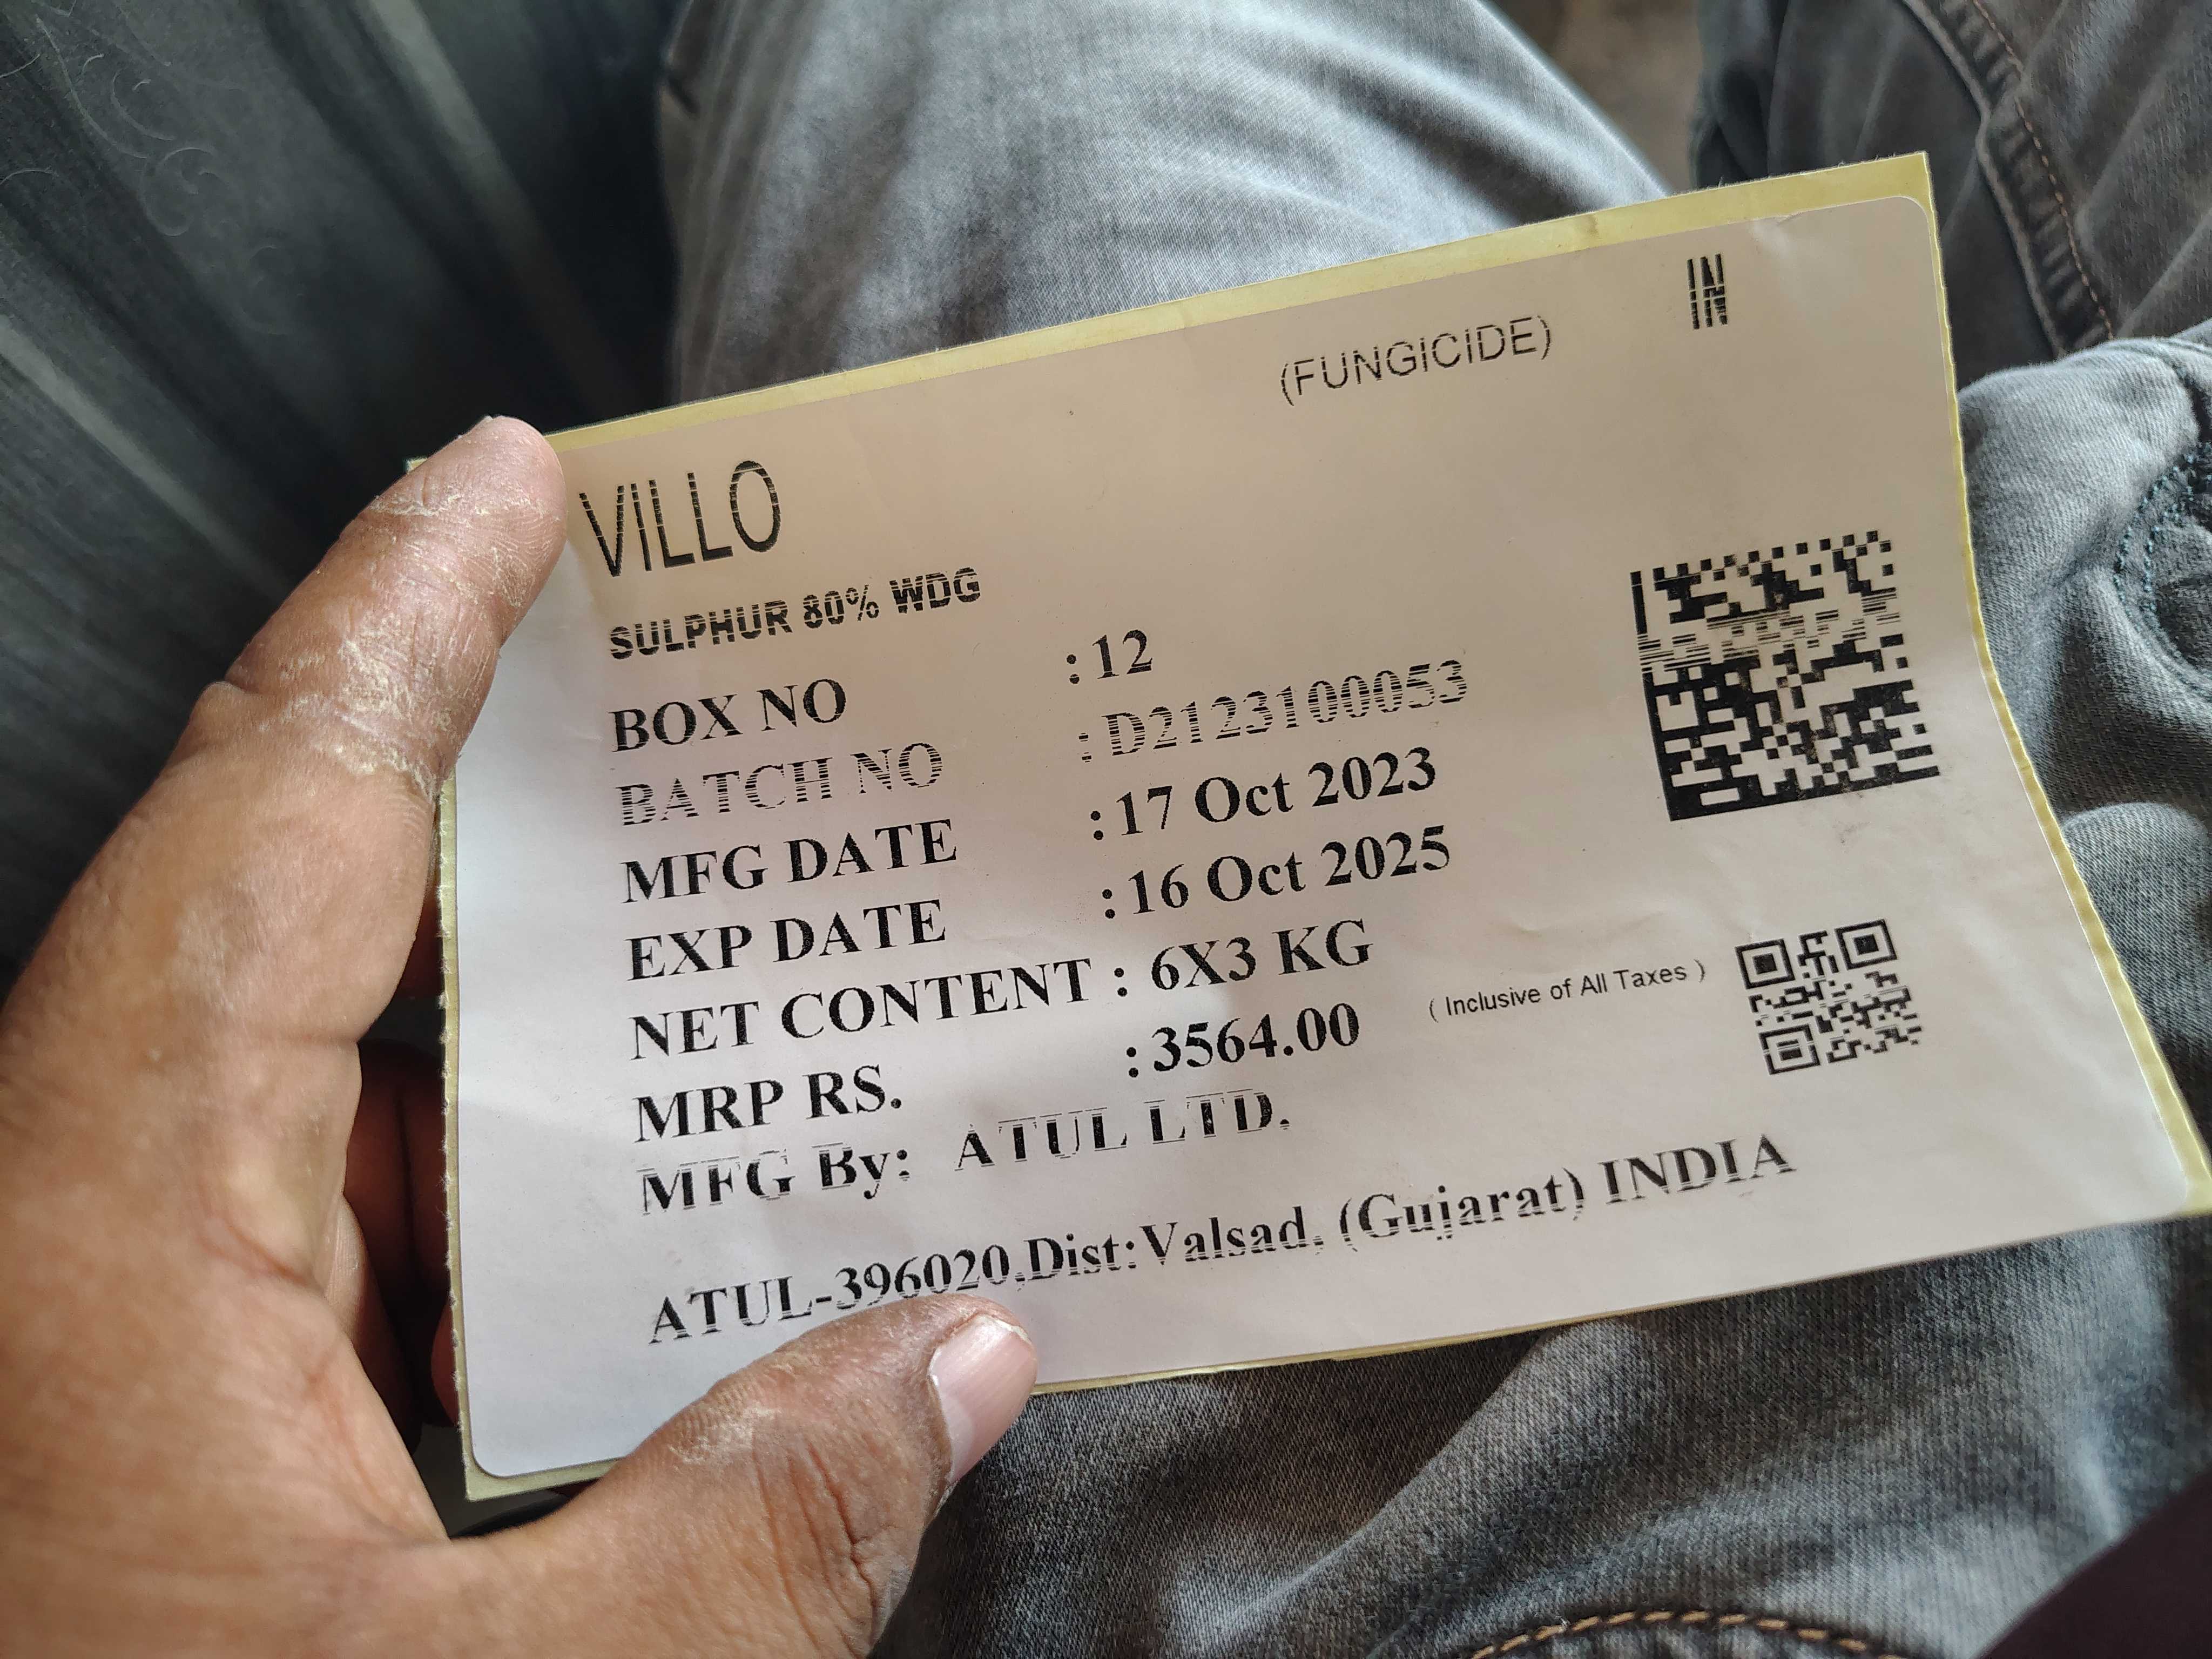 IN
(FUNGICIDE)
VILLO
SULPHUR 80% WDG
BOX NO : 12
BATCH NO : D2123100053
MFG DATE : 17 Oct 2023
EXP DATE : 16 Oct 2025
NET CONTENT : 6X3 KG
MRP RS. : 3564.00 ( Inclusive of All Taxes )
MFG By: ATUL LTD.
ATUL-396020,Dist:Valsad, (Gujarat) INDIA